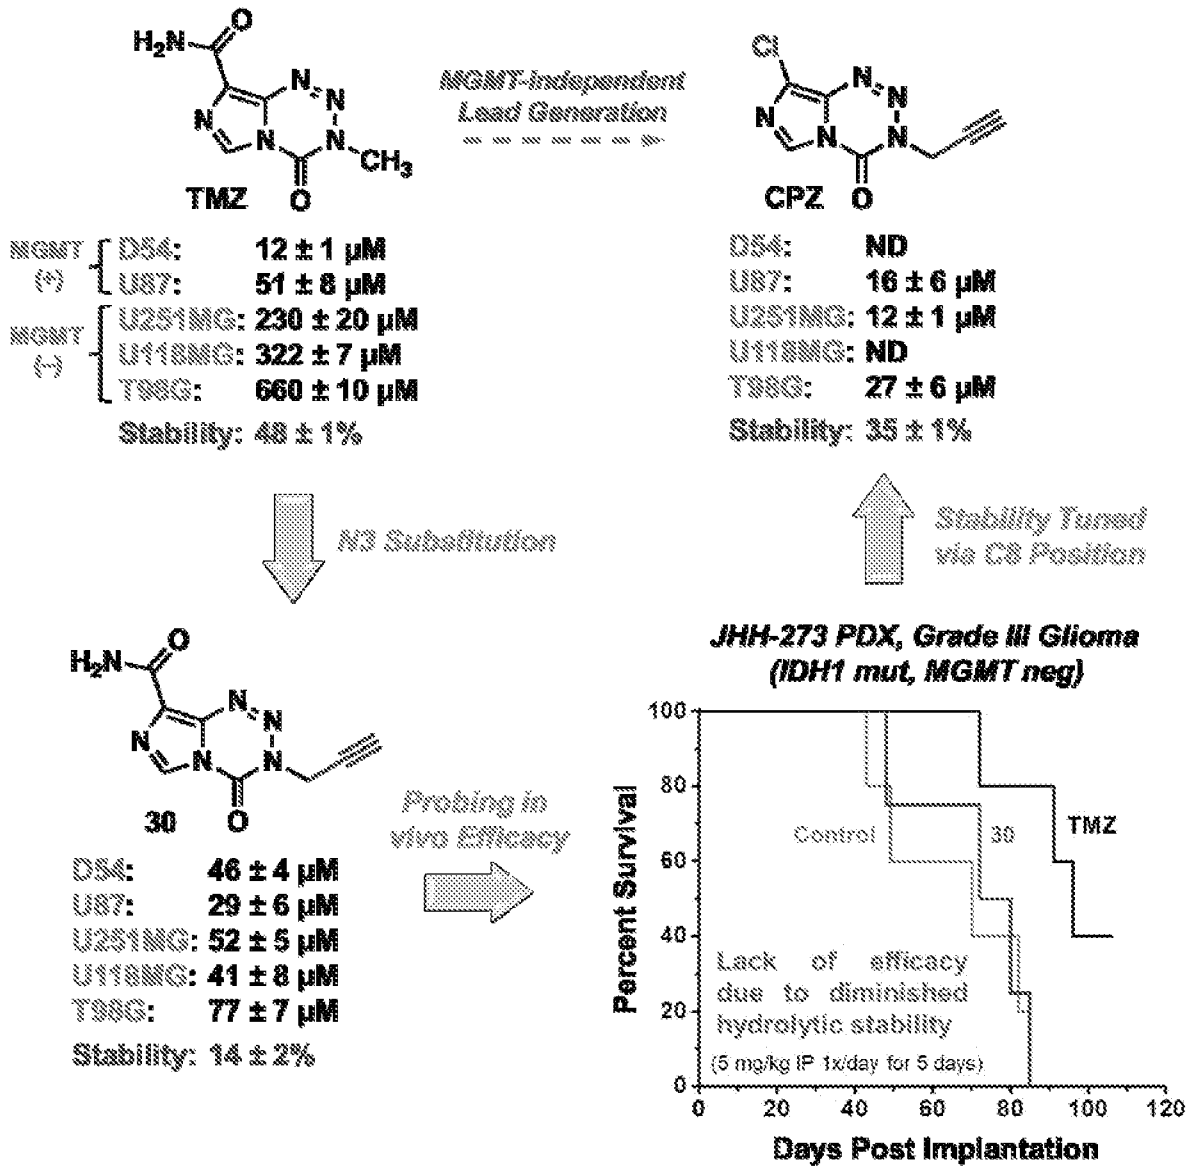 H₂N
O
N
N
N
N
N
N
CH₃
O
TMZ
MGMT-Independent
Lead Generation
Cl
N
N
N
N
N
O
CPZ
MGMT
(+)
D54: 12 ± 1 µM
U87: 51 ± 8 µM
MGMT
(–)
U251MG: 230 ± 20 µM
U118MG: 322 ± 7 µM
T98G: 660 ± 10 µM
Stability: 48 ± 1%
D54: ND
U87: 16 ± 6 µM
U251MG: 12 ± 1 µM
U118MG: ND
T98G: 27 ± 6 µM
Stability: 35 ± 1%
N3 Substitution
Stability Tuned
via C8 Position
H₂N
O
N
N
N
N
N
O
30
D54: 46 ± 4 µM
U87: 29 ± 6 µM
U251MG: 52 ± 5 µM
U118MG: 41 ± 8 µM
T98G: 77 ± 7 µM
Stability: 14 ± 2%
Probing in
vivo Efficacy
JHH-273 PDX, Grade III Glioma
(IDH1 mut, MGMT neg)
Percent Survival
100
80
60
40
20
0
Control
30
TMZ
Lack of efficacy
due to diminished
hydrolytic stability
(5 mg/kg IP 1x/day for 5 days)
0 20 40 60 80 100 120
Days Post Implantation